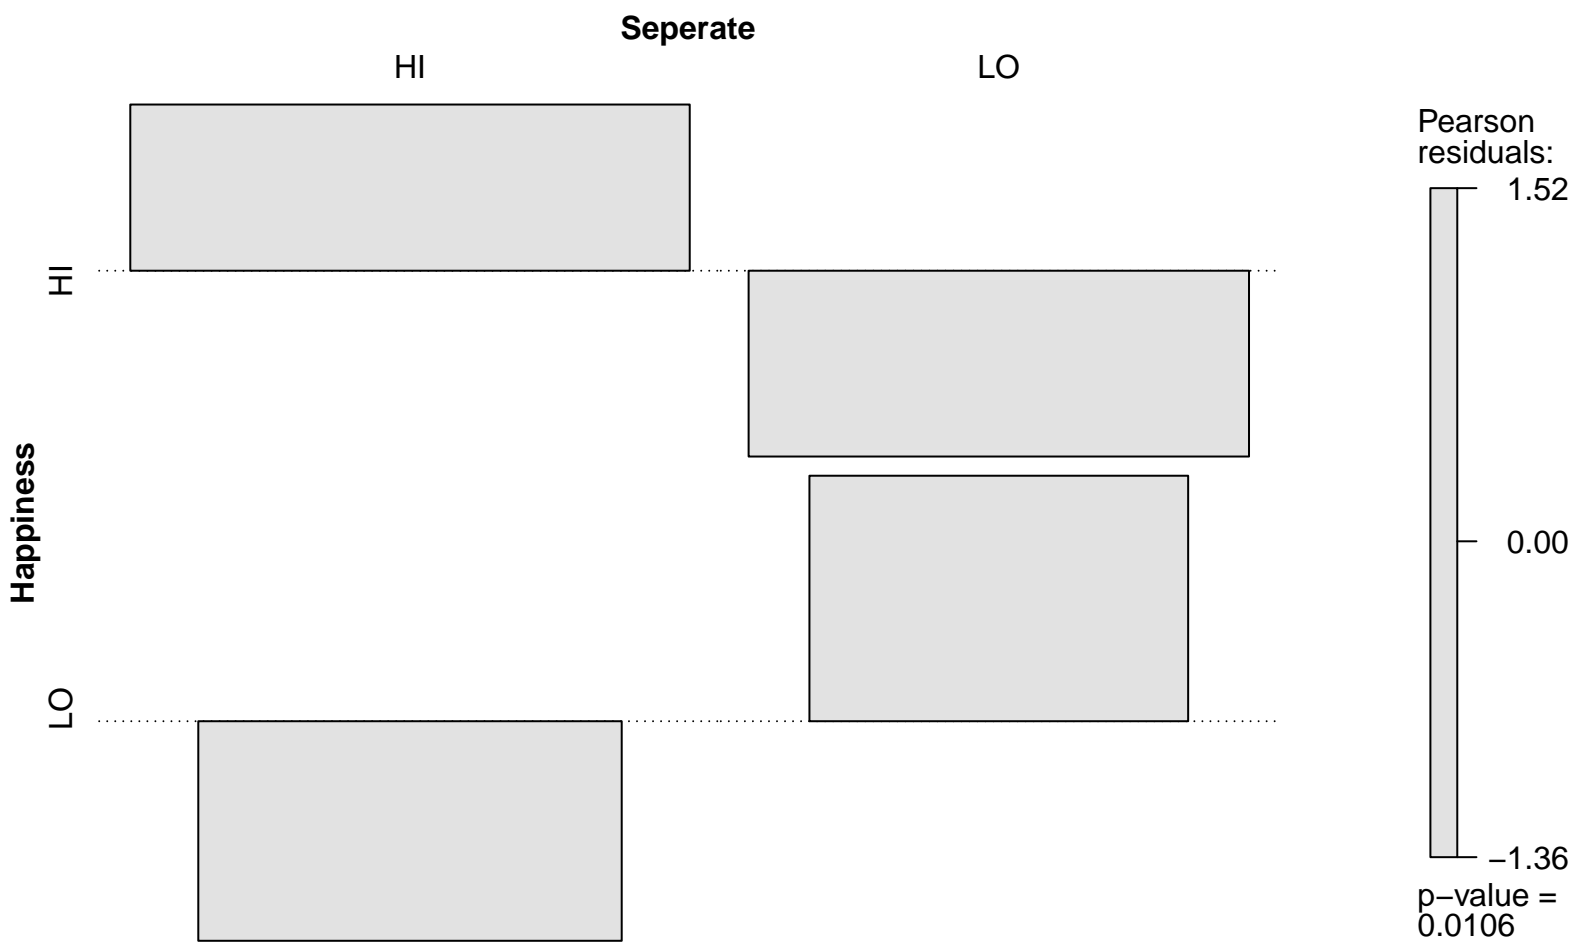 Seperate
HI
LO
HI
Happiness
LO
Pearson
residuals:
1.52
0.00
−1.36
p−value =
0.0106